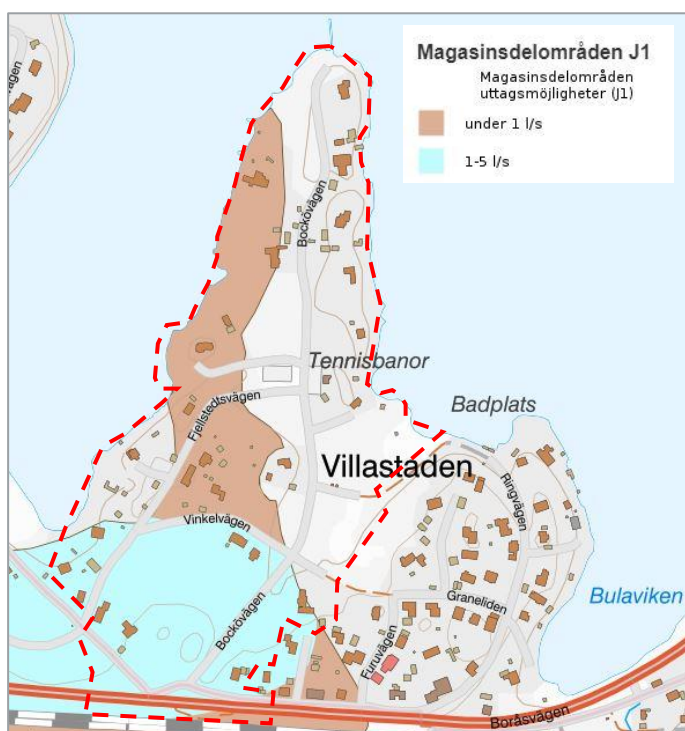 Magasinsdelområden J1
Magasinsdelområden
uttagsmöjligheter (J1)
under 1 l/s
1-5 l/s
Bockövägen
Tennisbanor
Fjellstedtsvägen
Badplats
Villastaden
Ringvägen
Vinkelvägen
Graneliden
Bulaviken
Bockövägen
Furuvägen
Boråsvägen